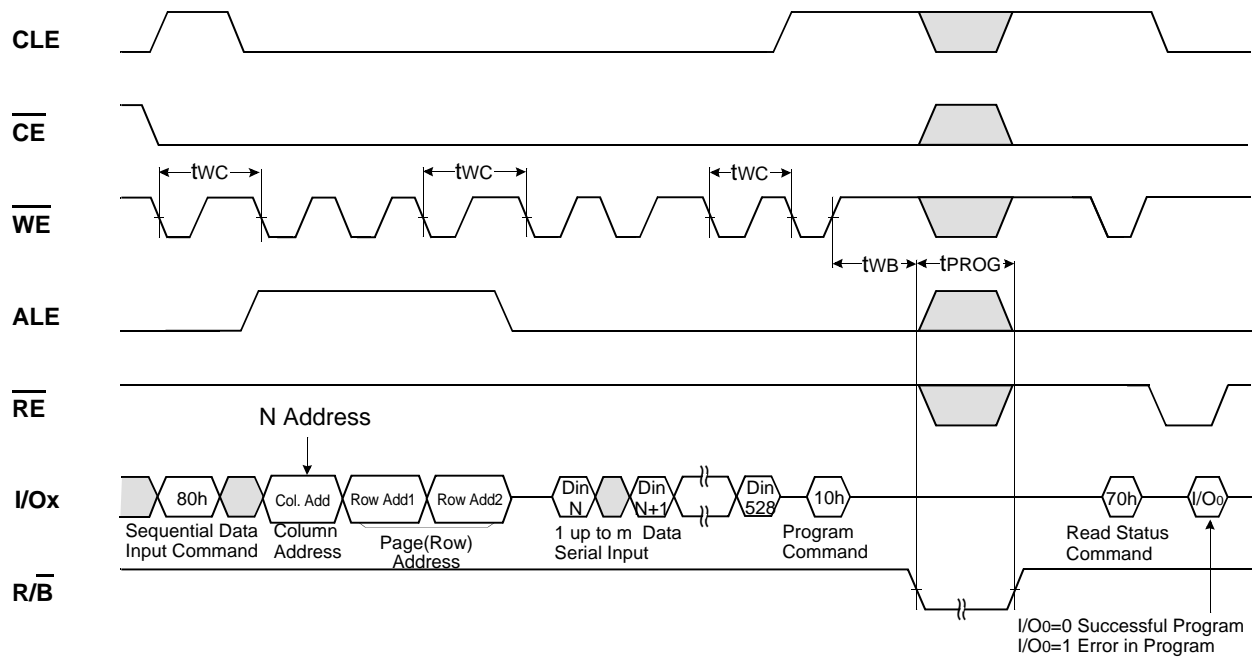 CLE
CE
tWC tWC tWC
WE
tWB tPROG
ALE
RE
N Address
I/Ox
80h Col. Add Row Add1 Row Add2 Din N Din N+1 Din 528 10h 70h I/O0
Sequential Data Input Command
Column Address
Page(Row) Address
1 up to m Data
Serial Input
Program Command
Read Status Command
R/B
I/O0=0 Successful Program
I/O0=1 Error in Program